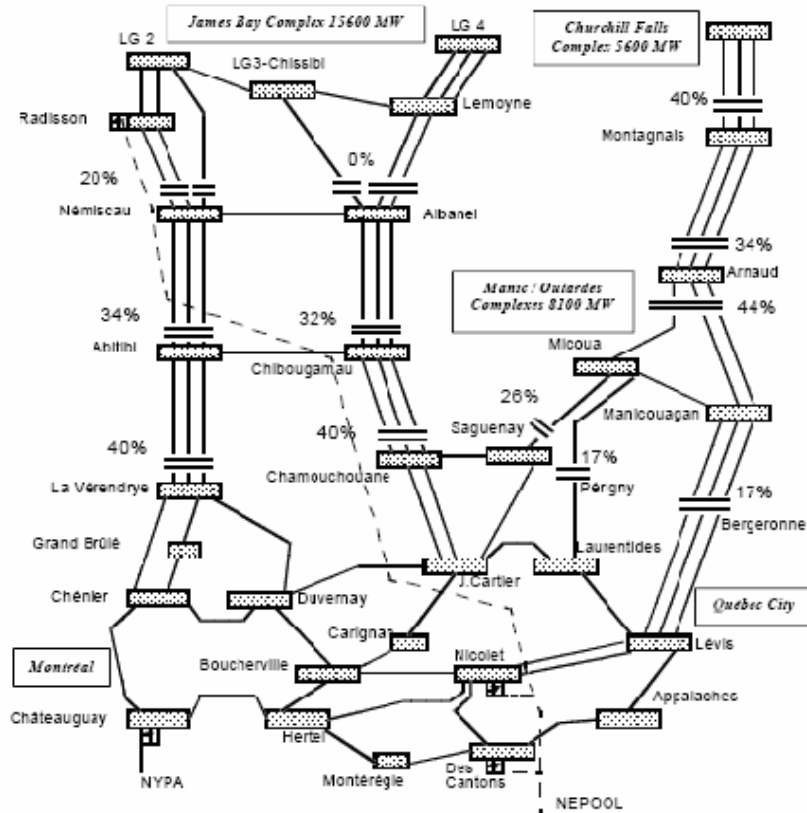 James Bay Complex 15600 MW
Churchill Falls
Complex 5600 MW
LG 2
LG 4
LG3-Chissibi
Lemoyne
40%
Radisson
Montagnais
0%
20%
Némiscau
Albanel
34%
Arnaud
Manic / Outardes
Complexes 8100 MW
44%
34%
32%
Abitibi
Chibougamau
Micoua
26%
Manicouagan
Saguenay
40%
40%
Chamouchouane
17%
Pérgny
17%
Bergeronne
La Vérendrye
Grand Brûlé
Laurentides
J.Cartier
Chénier
Duvernay
Québec City
Carignan
Lévis
Montréal
Boucherville
Nicolet
Appalaches
Châteauguay
Hertel
Montérégie
Des
Cantons
NYPA
NEPOOL